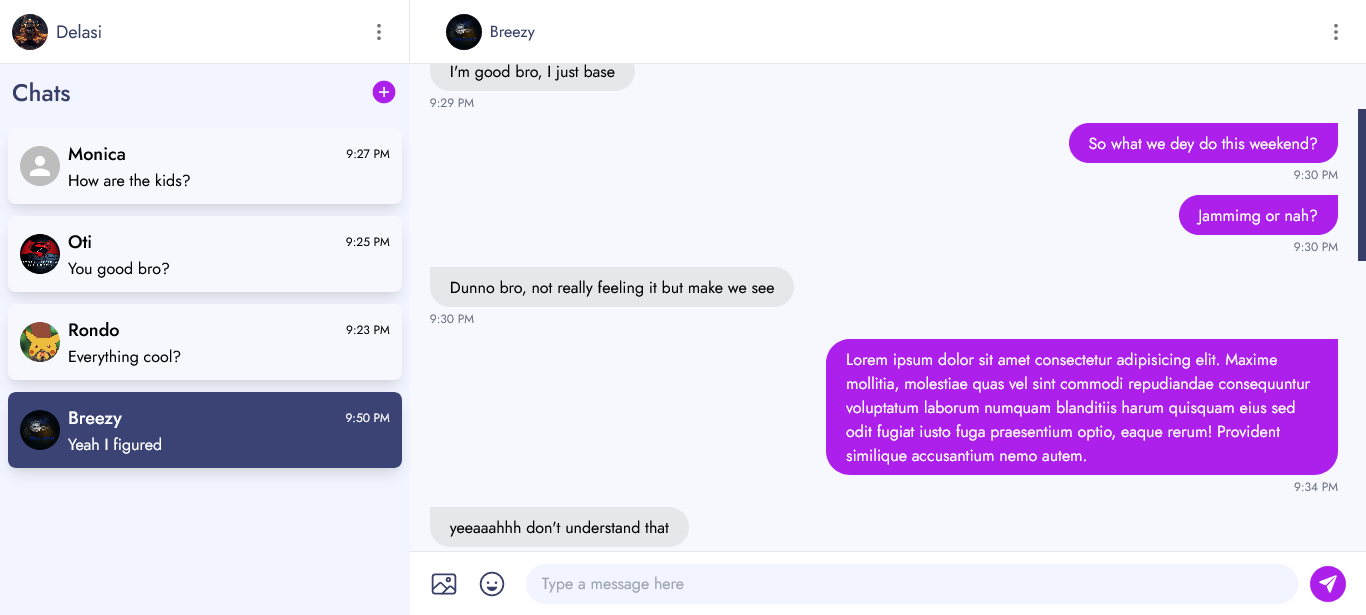 Delasi
Chats
Monica
9:27 PM
How are the kids?
Oti
9:25 PM
You good bro?
Rondo
9:23 PM
Everything cool?
Breezy
9:50 PM
Yeah I figured
Breezy
I'm good bro, I just base
9:29 PM
So what we dey do this weekend?
9:30 PM
Jammimg or nah?
9:30 PM
Dunno bro, not really feeling it but make we see
9:30 PM
Lorem ipsum dolor sit amet consectetur adipisicing elit. Maxime
mollitia, molestiae quas vel sint commodi repudiandae consequuntur
voluptatum laborum numquam blanditiis harum quisquam eius sed
odit fugiat iusto fuga praesentium optio, eaque rerum! Provident
similique accusantium nemo autem.
9:34 PM
yeeaaahhh don't understand that
Type a message here